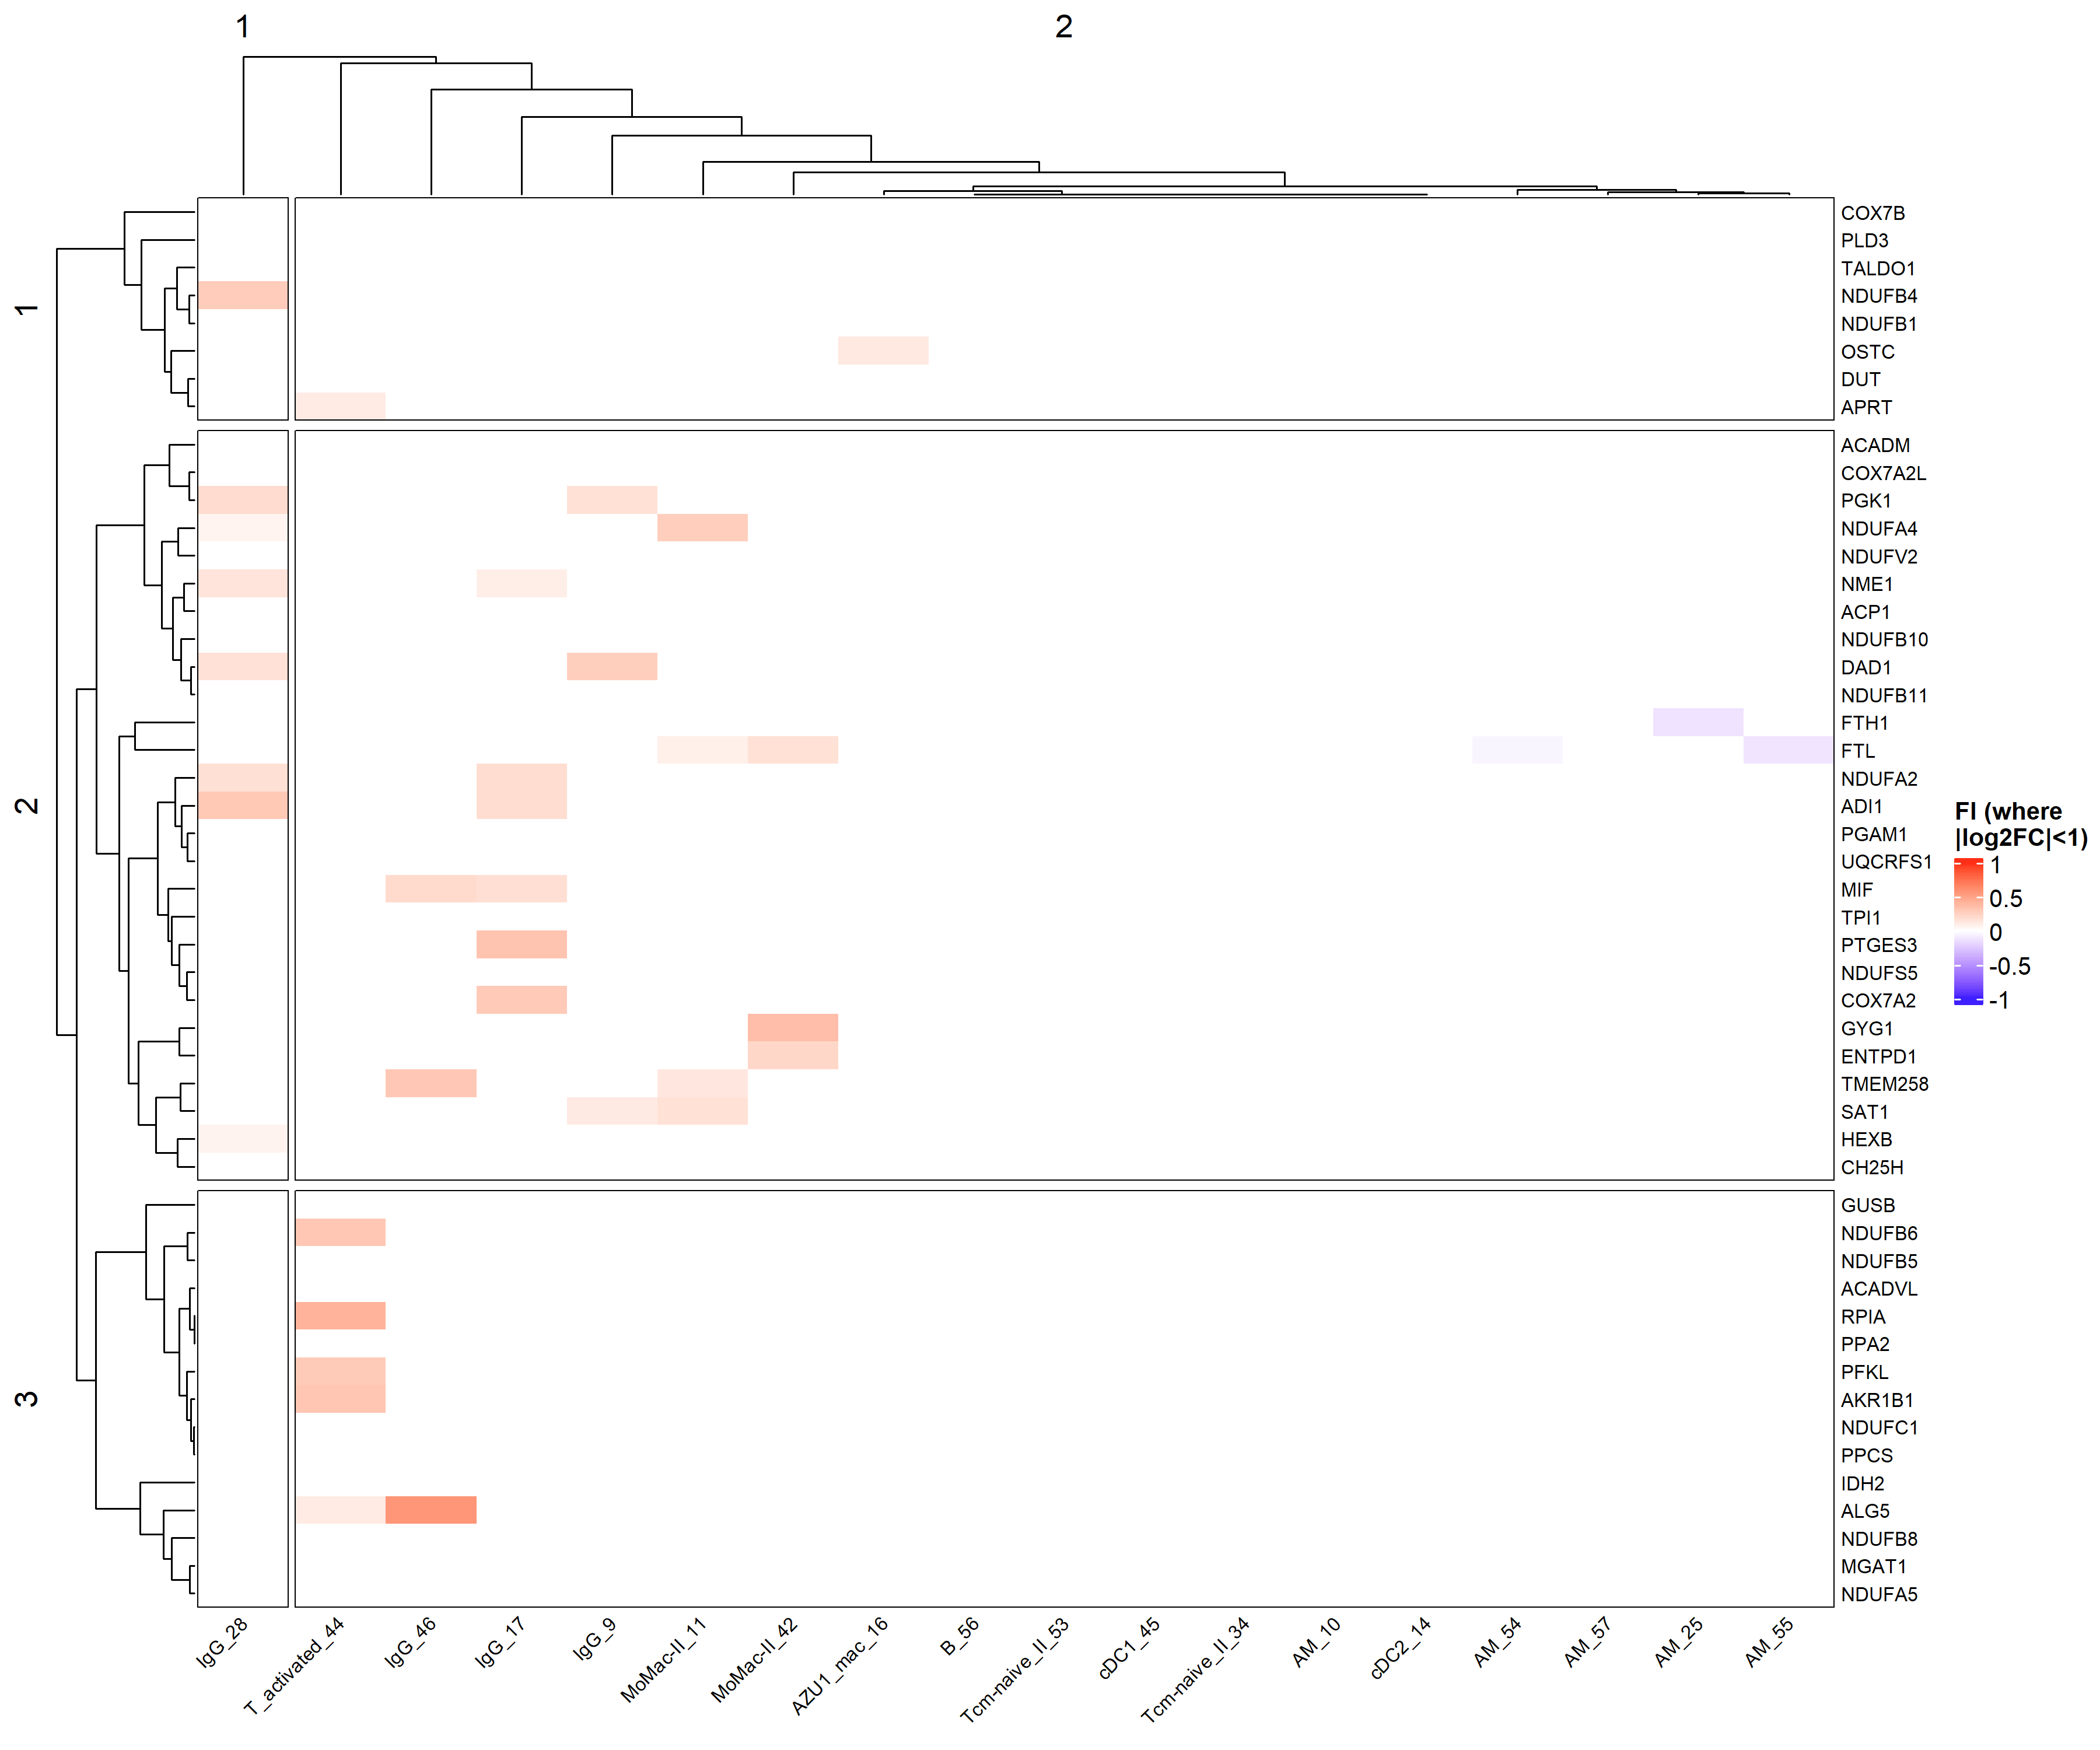 1
2
1
2
3
COX7B
PLD3
TALDO1
NDUFB4
NDUFB1
OSTC
DUT
APRT
ACADM
COX7A2L
PGK1
NDUFA4
NDUFV2
NME1
ACP1
NDUFB10
DAD1
NDUFB11
FTH1
FTL
NDUFA2
ADI1
PGAM1
UQCRFS1
MIF
TPI1
PTGES3
NDUFS5
COX7A2
GYG1
ENTPD1
TMEM258
SAT1
HEXB
CH25H
GUSB
NDUFB6
NDUFB5
ACADVL
RPIA
PPA2
PFKL
AKR1B1
NDUFC1
PPCS
IDH2
ALG5
NDUFB8
MGAT1
NDUFA5
FI (where
|log2FC|<1)
1
0.5
0
-0.5
-1
IgG_28
T_activated_44
IgG_46
IgG_17
IgG_9
MoMac-II_11
MoMac-II_42
AZU1_mac_16
B_56
Tcm-naive_II_53
cDC1_45
Tcm-naive_II_34
AM_10
cDC2_14
AM_54
AM_57
AM_25
AM_55